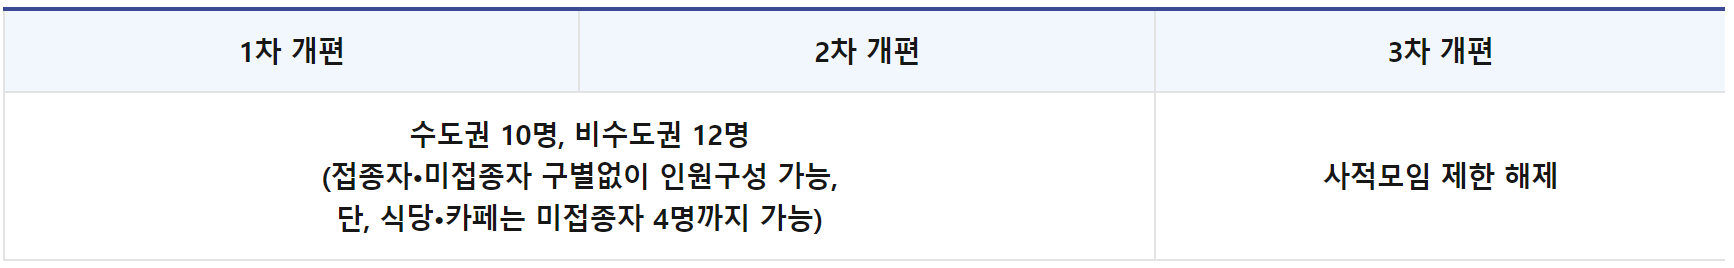 1차 개편
2차 개편
3차 개편
수도권 10명, 비수도권 12명
(접종자•미접종자 구별없이 인원구성 가능,
단, 식당•카페는 미접종자 4명까지 가능)
사적모임 제한 해제